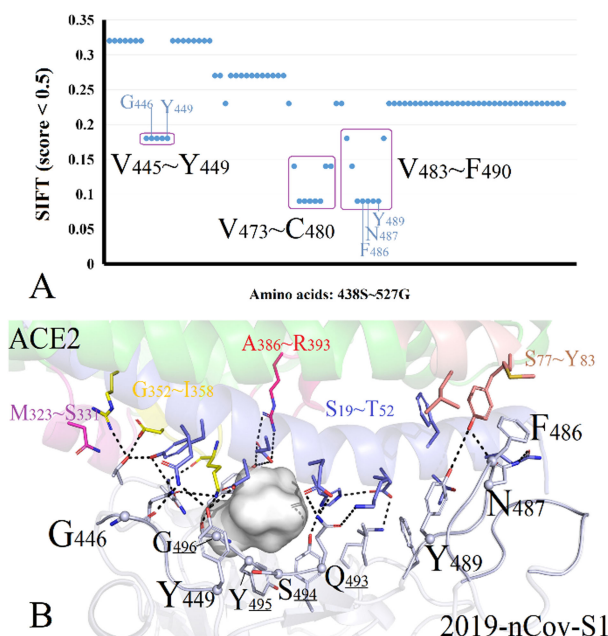 0.35
0.3
0.25
0.2
0.15
0.1
0.05
0
SIFT (score < 0.5)
G446
Y449
V445~Y449
V483~F490
V473~C480
Y489
N487
F486
A
Amino acids: 438S~527G
ACE2
A386~R393
S77~Y83
G352~I358
M323~S331
S19~T52
F486
G446
N487
G496
Y489
Y449
Y495
S494
Q493
B
2019-nCov-S1